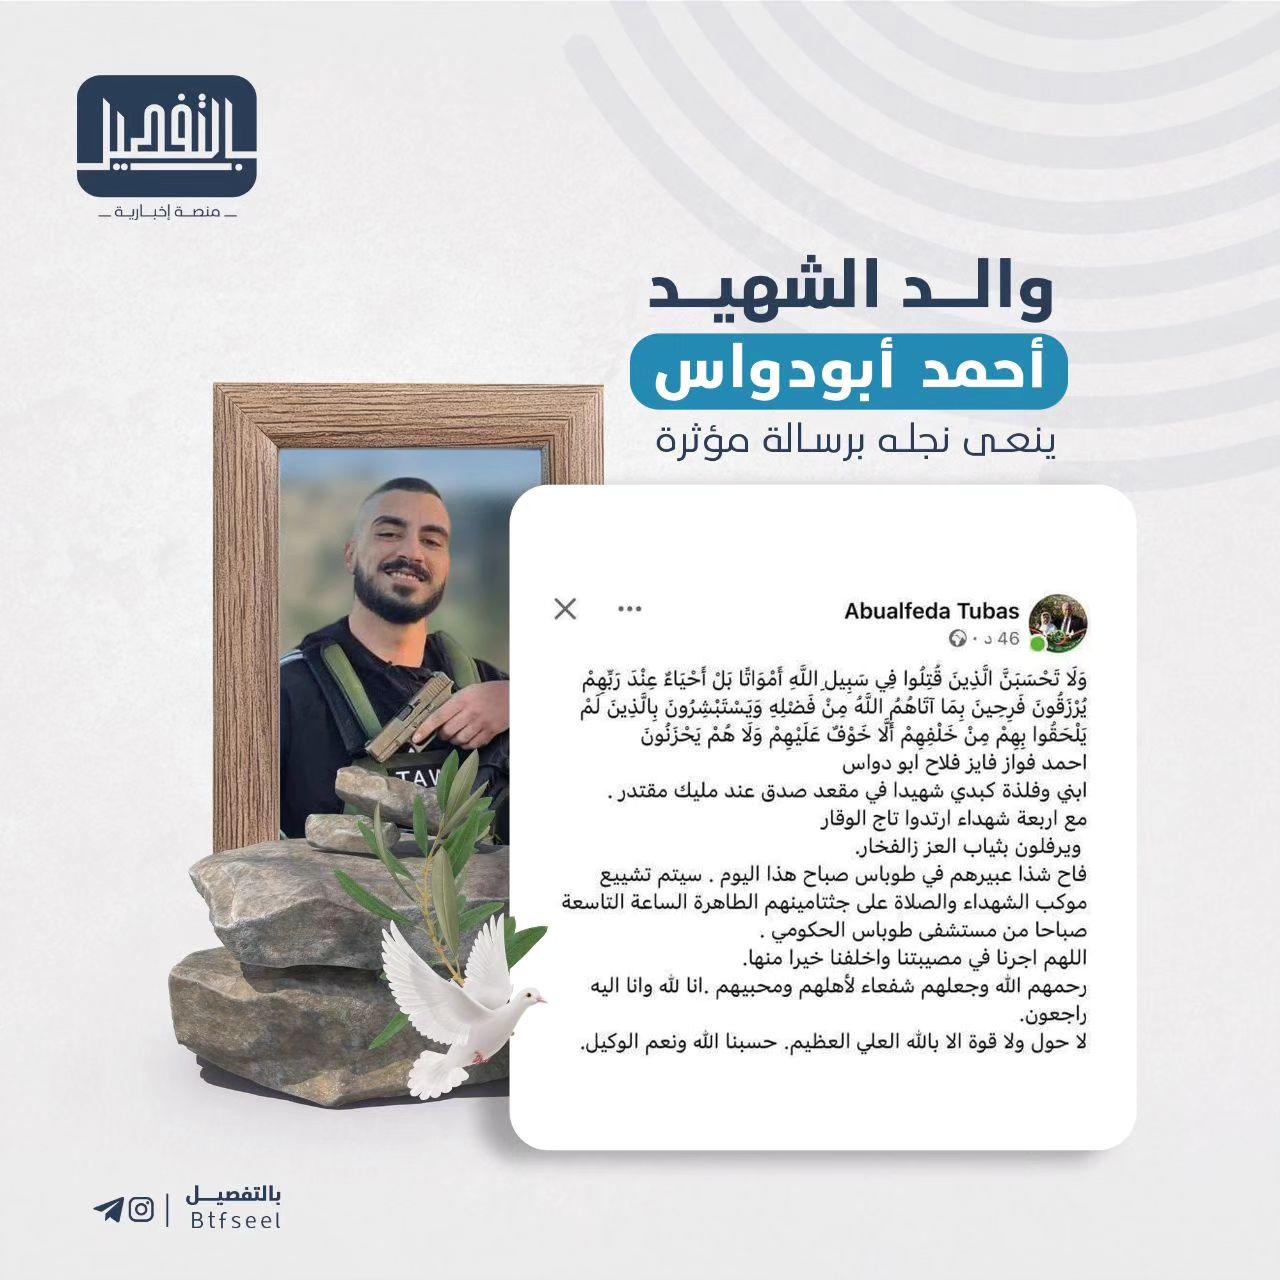 بالتفصيل
منصة إخبارية
والد الشهيد
أحمد أبودواس
ينعى نجله برسالة مؤثرة
Abualfeda Tubas
46 د
وَلَا تَحْسَبَنَّ الَّذِينَ قُتِلُوا فِي سَبِيلِ اللَّهِ أَمْوَاتًا بَلْ أَحْيَاءٌ عِنْدَ رَبِّهِمْ
يُرْزَقُونَ فَرِحِينَ بِمَا آتَاهُمُ اللَّهُ مِنْ فَضْلِهِ وَيَسْتَبْشِرُونَ بِالَّذِينَ لَمْ
يَلْحَقُوا بِهِمْ مِنْ خَلْفِهِمْ أَلَّا خَوْفٌ عَلَيْهِمْ وَلَا هُمْ يَحْزَنُونَ
احمد فواز فايز فلاح ابو دواس
ابني وفلذة كبدي شهيدا في مقعد صدق عند مليك مقتدر .
مع اربعة شهداء ارتدوا تاج الوقار
ويرفلون بثياب العز زالفخار.
فاح شذا عبيرهم في طوباس صباح هذا اليوم . سيتم تشييع
موكب الشهداء والصلاة على جثتامينهم الطاهرة الساعة التاسعة
صباحا من مستشفى طوباس الحكومي .
اللهم اجرنا في مصيبتنا واخلفنا خيرا منها.
رحمهم الله وجعلهم شفعاء لأهلهم ومحبيهم .انا لله وانا اليه
راجعون.
لا حول ولا قوة الا بالله العلي العظيم. حسبنا الله ونعم الوكيل.
بالتفصيل
Btfseel